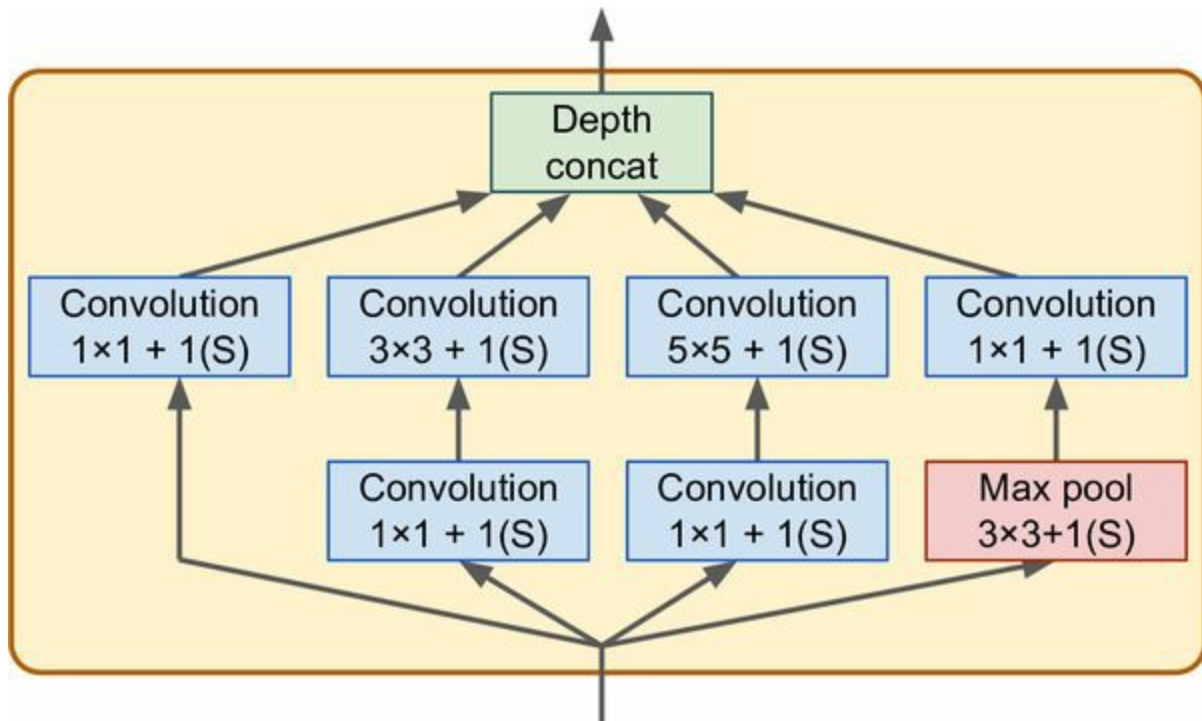 Depth
concat
Convolution
1×1 + 1(S)
Convolution
3×3 + 1(S)
Convolution
5×5 + 1(S)
Convolution
1×1 + 1(S)
Convolution
1×1 + 1(S)
Convolution
1×1 + 1(S)
Max pool
3×3+1(S)